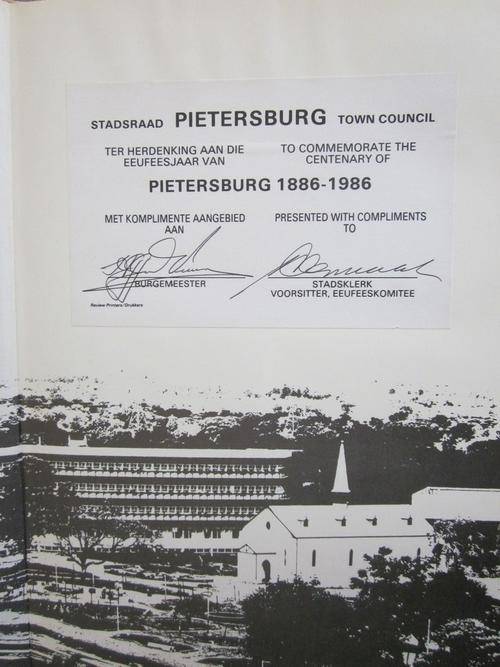 STADSRAAD PIETERSBURG TOWN COUNCIL
TER HERDENKING AAN DIE
EEUFEESJAAR VAN
TO COMMEMORATE THE
CENTENARY OF
PIETERSBURG 1886-1986
MET KOMPLIMENTE AANGEBIED
AAN
PRESENTED WITH COMPLIMENTS
TO
BURGEMEESTER
STADSKLERK
VOORSITTER, EEUFEESKOMITEE
Review Printers/Drukkers